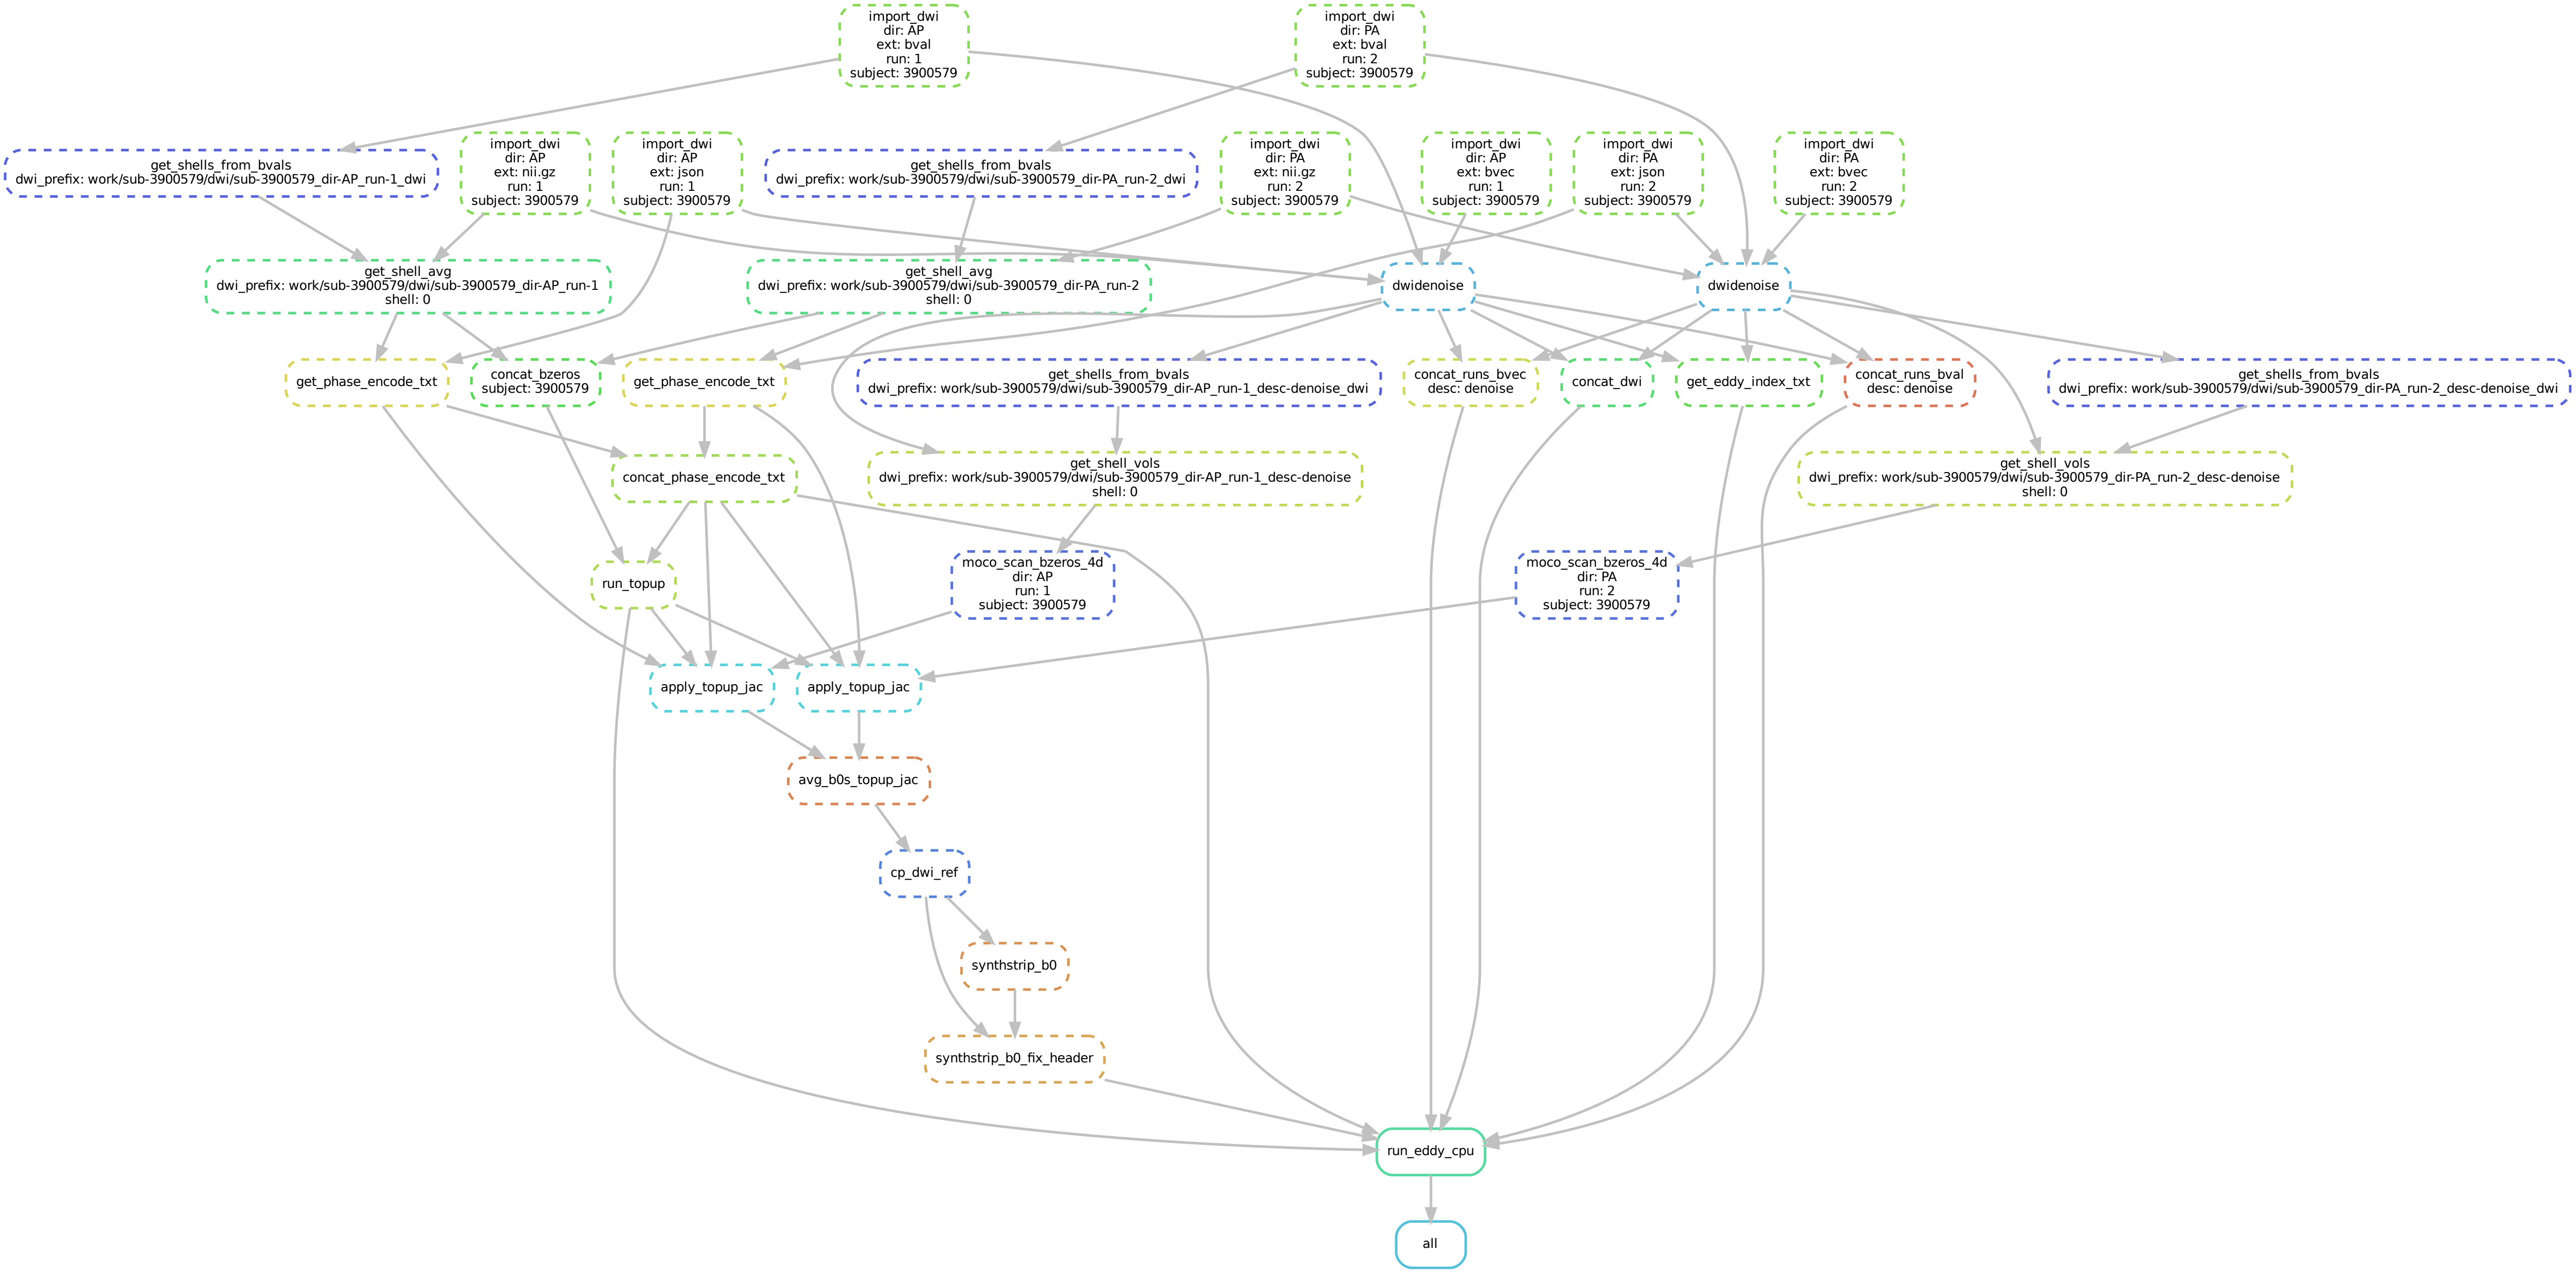 import_dwi
dir: AP
ext: bval
run: 1
subject: 3900579
import_dwi
dir: PA
ext: bval
run: 2
subject: 3900579
get_shells_from_bvals
dwi_prefix: work/sub-3900579/dwi/sub-3900579_dir-AP_run-1_dwi
import_dwi
dir: AP
ext: nii.gz
run: 1
subject: 3900579
import_dwi
dir: AP
ext: json
run: 1
subject: 3900579
get_shells_from_bvals
dwi_prefix: work/sub-3900579/dwi/sub-3900579_dir-PA_run-2_dwi
import_dwi
dir: PA
ext: nii.gz
run: 2
subject: 3900579
import_dwi
dir: AP
ext: bvec
run: 1
subject: 3900579
import_dwi
dir: PA
ext: json
run: 2
subject: 3900579
import_dwi
dir: PA
ext: bvec
run: 2
subject: 3900579
get_shell_avg
dwi_prefix: work/sub-3900579/dwi/sub-3900579_dir-AP_run-1
shell: 0
get_shell_avg
dwi_prefix: work/sub-3900579/dwi/sub-3900579_dir-PA_run-2
shell: 0
dwidenoise
dwidenoise
get_phase_encode_txt
concat_bzeros
subject: 3900579
get_phase_encode_txt
get_shells_from_bvals
dwi_prefix: work/sub-3900579/dwi/sub-3900579_dir-AP_run-1_desc-denoise_dwi
concat_runs_bvec
desc: denoise
concat_dwi
get_eddy_index_txt
concat_runs_bval
desc: denoise
get_shells_from_bvals
dwi_prefix: work/sub-3900579/dwi/sub-3900579_dir-PA_run-2_desc-denoise_dwi
concat_phase_encode_txt
get_shell_vols
dwi_prefix: work/sub-3900579/dwi/sub-3900579_dir-AP_run-1_desc-denoise
shell: 0
get_shell_vols
dwi_prefix: work/sub-3900579/dwi/sub-3900579_dir-PA_run-2_desc-denoise
shell: 0
run_topup
moco_scan_bzeros_4d
dir: AP
run: 1
subject: 3900579
moco_scan_bzeros_4d
dir: PA
run: 2
subject: 3900579
apply_topup_jac
apply_topup_jac
avg_b0s_topup_jac
cp_dwi_ref
synthstrip_b0
synthstrip_b0_fix_header
run_eddy_cpu
all